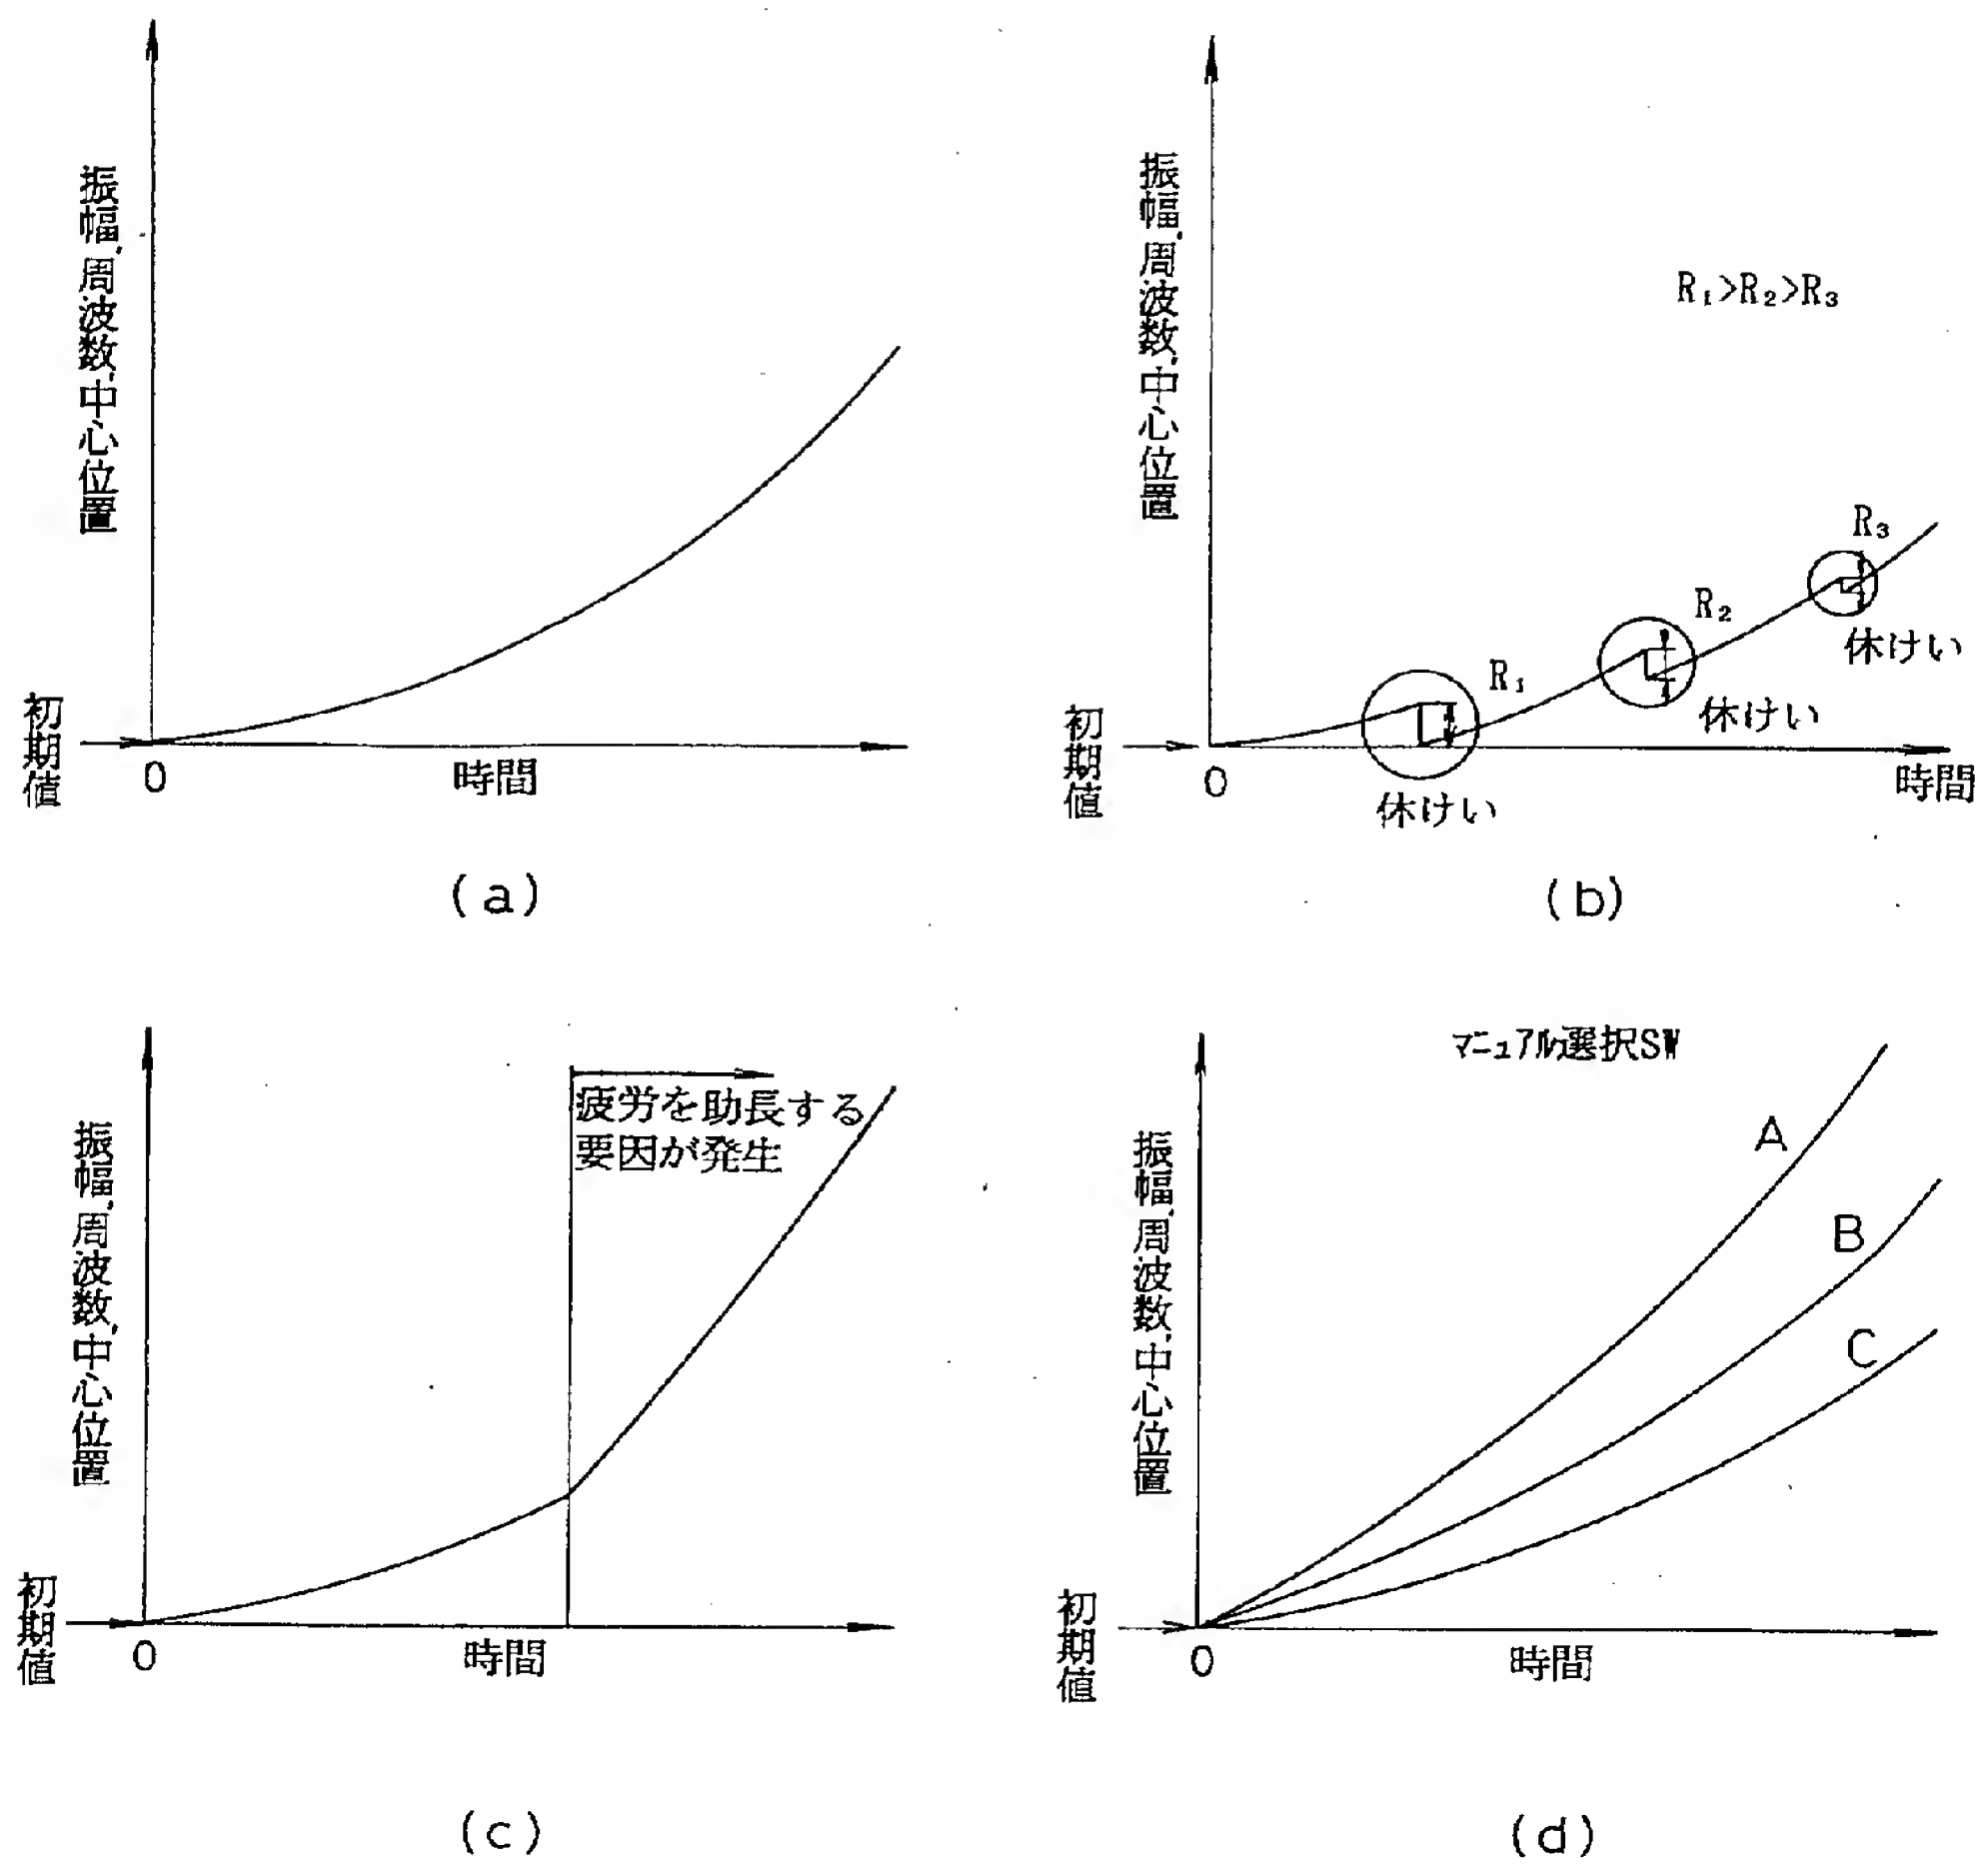 振幅,周波数,中心位置
初期値
0
時間
(a)
振幅,周波数,中心位置
R₁>R₂>R₃
R₃
休けい
R₂
休けい
R₁
休けい
初期値
0
時間
(b)
振幅,周波数,中心位置
疲労を助長する
要因が発生
初期値
0
時間
(c)
マニュアル選択SW
振幅,周波数,中心位置
A
B
C
初期値
0
時間
(d)